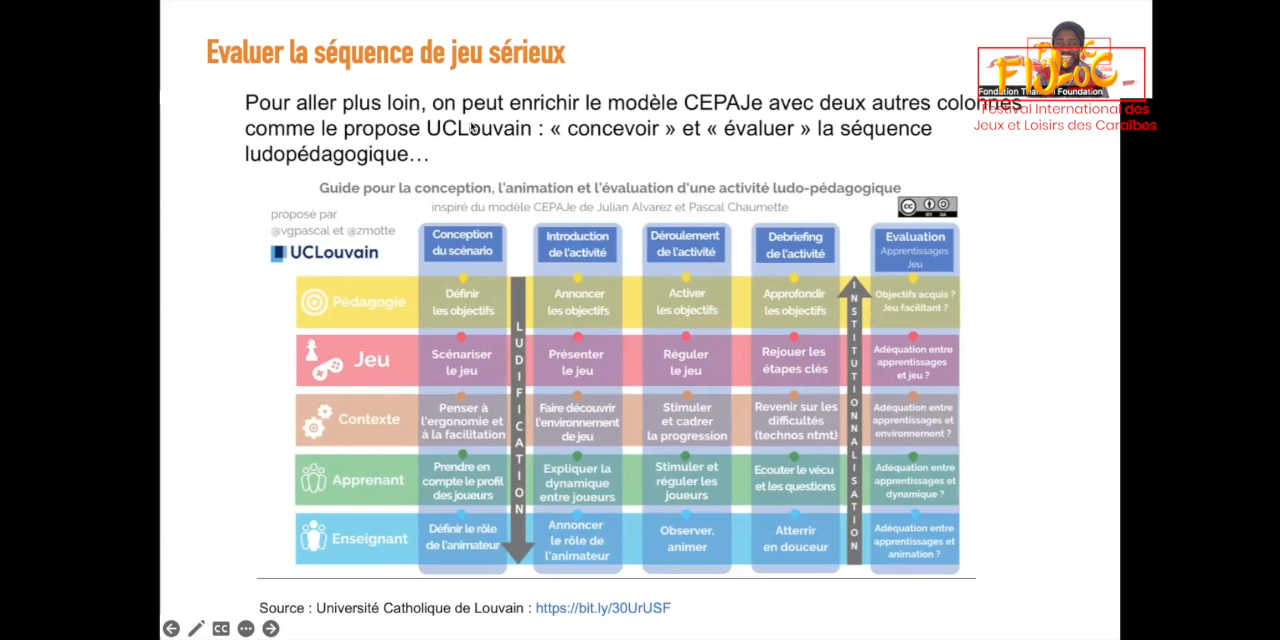 Evaluer la séquence de jeu sérieux
Pour aller plus loin, on peut enrichir le modèle CEPAJe avec deux autres colonnes
comme le propose UCLouvain : « concevoir » et « évaluer » la séquence
ludopédagogique…
Fondation
Foundation
Festival International des
Jeux et Loisirs des Caraïbes
Guide pour la conception, l'animation et l'évaluation d'une activité ludo-pédagogique
inspiré du modèle CEPAJe de Julian Alvarez et Pascal Chaumette
cc
BY SA
proposé par
@vgpascal et @zmotte
UCLouvain
Conception
du scénario
Introduction
de l'activité
Déroulement
de l'activité
Debriefing
de l'activité
Evaluation
Apprentissages
Jeu
LUDIFICATION
INSTITUTIONNALISATION
Pédagogie
Définir
les objectifs
Annoncer
les objectifs
Activer
les objectifs
Approfondir
les objectifs
Objectifs acquis ?
Jeu facilitant ?
Jeu
Scénariser
le jeu
Présenter
le jeu
Réguler
le jeu
Rejouer les
étapes clés
Adéquation entre
apprentissages
et jeu ?
Contexte
Penser à
l'ergonomie et
à la facilitation
Faire découvrir
l'environnement
de jeu
Stimuler
et cadrer
la progression
Revenir sur les
difficultés
(technos ntmt)
Adéquation entre
apprentissages et
environnement ?
Apprenant
Prendre en
compte le profil
des joueurs
Expliquer la
dynamique
entre joueurs
Stimuler et
réguler les
joueurs
Ecouter le vécu
et les questions
Adéquation entre
apprentissages et
dynamique ?
Enseignant
Définir le rôle
de l'animateur
Annoncer
le rôle de
l'animateur
Observer,
animer
Atterrir
en douceur
Adéquation entre
apprentissages et
animation ?
Source : Université Catholique de Louvain : https://bit.ly/30UrUSF
CC